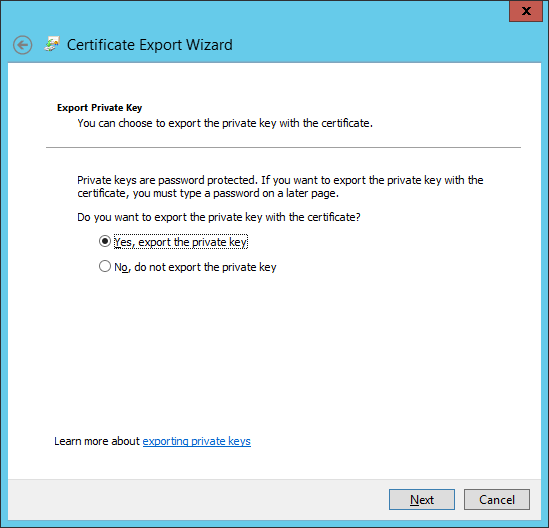 x
Certificate Export Wizard
Export Private Key
You can choose to export the private key with the certificate.
Private keys are password protected. If you want to export the private key with the
certificate, you must type a password on a later page.
Do you want to export the private key with the certificate?
Yes, export the private key
No, do not export the private key
Learn more about exporting private keys
Next
Cancel